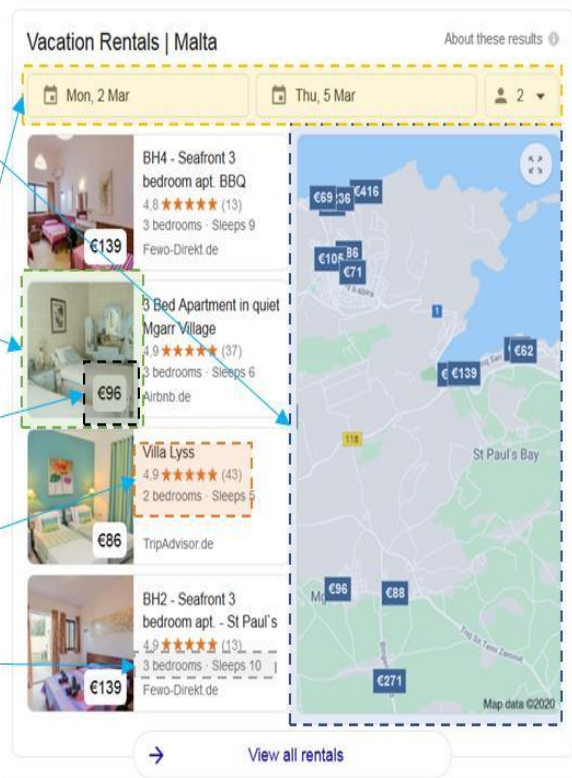 Vacation Rentals | Malta
About these results
Mon, 2 Mar
Thu, 5 Mar
2
BH4 - Seafront 3
bedroom apt. BBQ
4,8 ★★★★★ (13)
3 bedrooms · Sleeps 9
Fewo-Direkt.de
€139
3 Bed Apartment in quiet
Mgarr Village
4,9 ★★★★★ (37)
3 bedrooms · Sleeps 6
Airbnb.de
€96
Villa Lyss
4,9 ★★★★★ (43)
2 bedrooms · Sleeps 5
TripAdvisor.de
€86
BH2 - Seafront 3
bedroom apt. - St Paul`s
4,9 ★★★★★ (13)
3 bedrooms · Sleeps 10
Fewo-Direkt.de
€139
€69
€416
86
€71
1
€62
€139
118
St Paul's Bay
€96
€88
€271
Map data ©2020
View all rentals